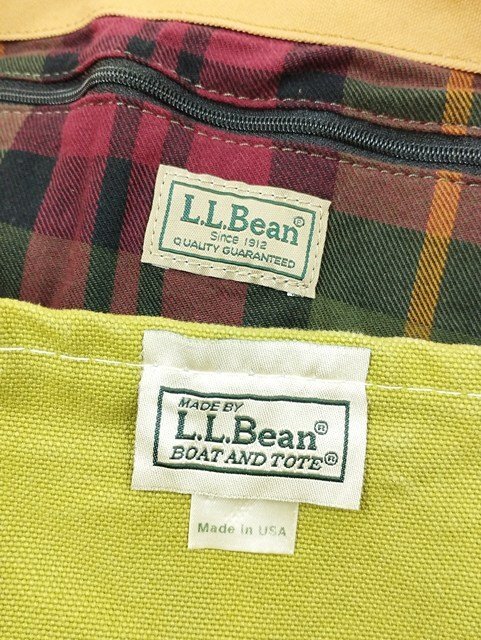 L.L.Bean®
Since 1912
QUALITY GUARANTEED
MADE BY
L.L.Bean®
BOAT AND TOTE®
Made in USA